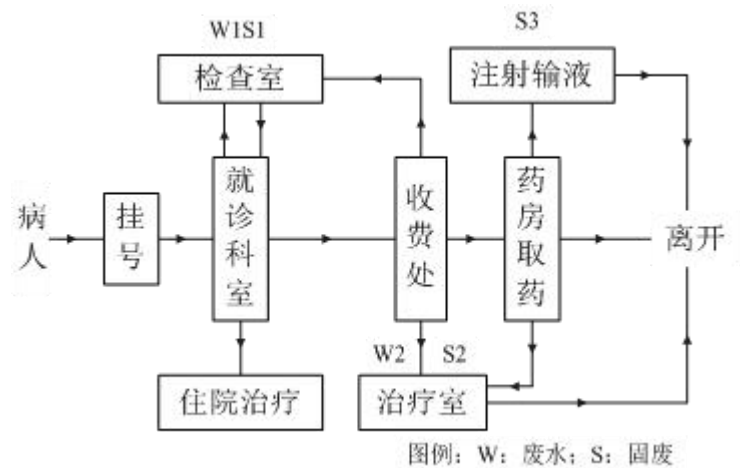 W1S1
S3
检查室
注射输液
病人
挂号
就诊科室
收费处
药房取药
离开
W2
S2
住院治疗
治疗室
图例：W：废水；S：固废